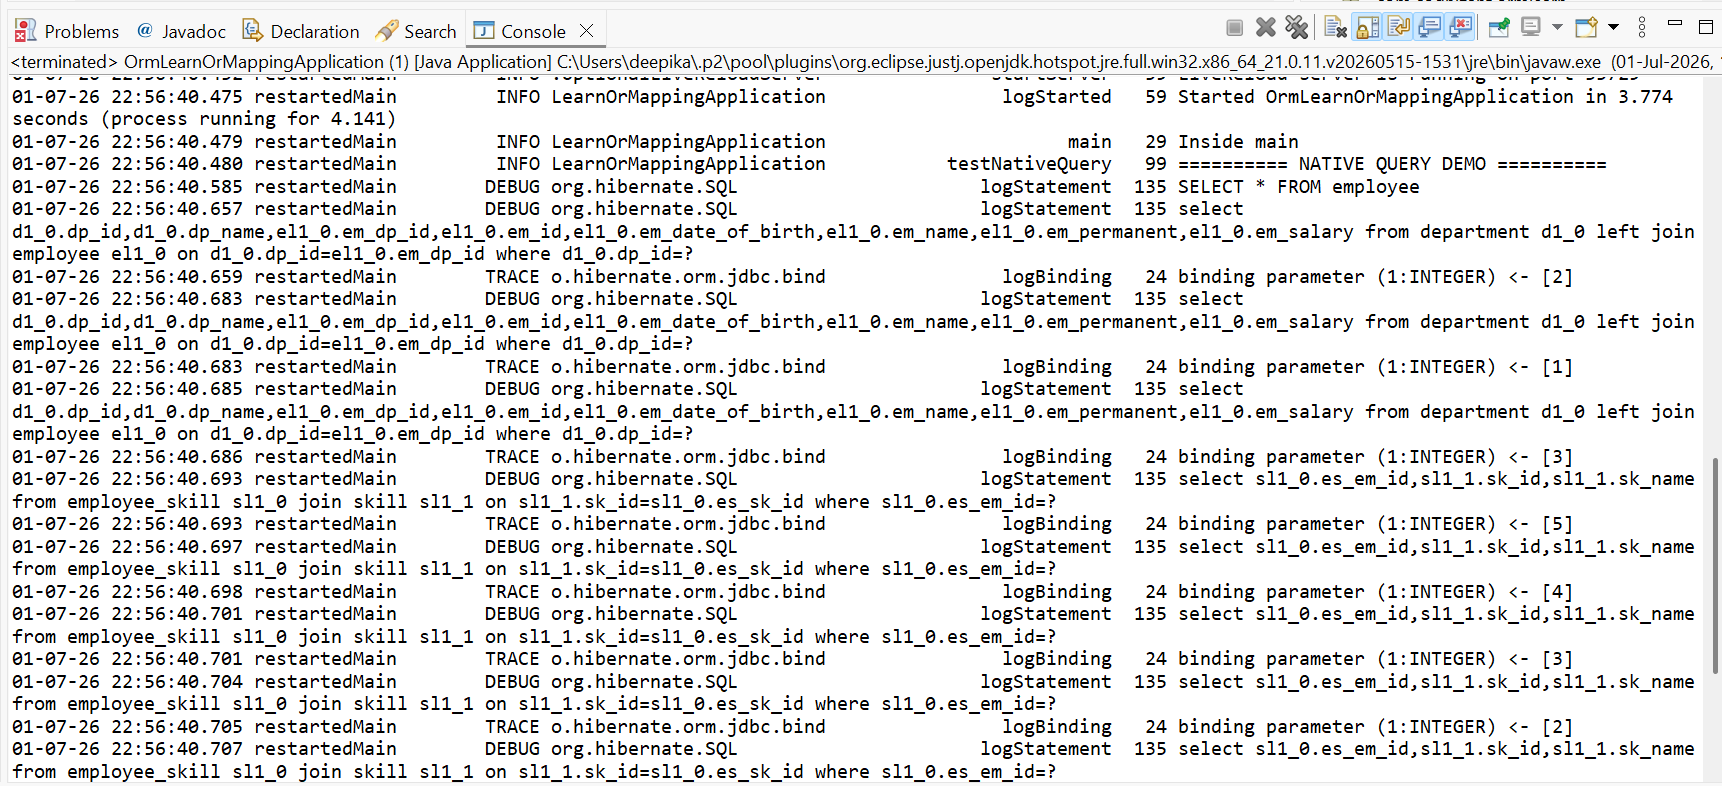 Problems @ Javadoc Declaration Search Console
<terminated> OrmLearnOrMappingApplication (1) [Java Application] C:\Users\deepika\.p2\pool\plugins\org.eclipse.justj.openjdk.hotspot.jre.full.win32.x86_64_21.0.11.v20260515-1531\jre\bin\javaw.exe (01-Jul-2026,
01-07-26 22:56:40.475 restartedMain INFO LearnOrMappingApplication logStarted 59 Started OrmLearnOrMappingApplication in 3.774
seconds (process running for 4.141)
01-07-26 22:56:40.479 restartedMain INFO LearnOrMappingApplication main 29 Inside main
01-07-26 22:56:40.480 restartedMain INFO LearnOrMappingApplication testNativeQuery 99 ========== NATIVE QUERY DEMO ==========
01-07-26 22:56:40.585 restartedMain DEBUG org.hibernate.SQL logStatement 135 SELECT * FROM employee
01-07-26 22:56:40.657 restartedMain DEBUG org.hibernate.SQL logStatement 135 select
d1_0.dp_id,d1_0.dp_name,el1_0.em_dp_id,el1_0.em_id,el1_0.em_date_of_birth,el1_0.em_name,el1_0.em_permanent,el1_0.em_salary from department d1_0 left join
employee el1_0 on d1_0.dp_id=el1_0.em_dp_id where d1_0.dp_id=?
01-07-26 22:56:40.659 restartedMain TRACE o.hibernate.orm.jdbc.bind logBinding 24 binding parameter (1:INTEGER) <- [2]
01-07-26 22:56:40.683 restartedMain DEBUG org.hibernate.SQL logStatement 135 select
d1_0.dp_id,d1_0.dp_name,el1_0.em_dp_id,el1_0.em_id,el1_0.em_date_of_birth,el1_0.em_name,el1_0.em_permanent,el1_0.em_salary from department d1_0 left join
employee el1_0 on d1_0.dp_id=el1_0.em_dp_id where d1_0.dp_id=?
01-07-26 22:56:40.683 restartedMain TRACE o.hibernate.orm.jdbc.bind logBinding 24 binding parameter (1:INTEGER) <- [1]
01-07-26 22:56:40.685 restartedMain DEBUG org.hibernate.SQL logStatement 135 select
d1_0.dp_id,d1_0.dp_name,el1_0.em_dp_id,el1_0.em_id,el1_0.em_date_of_birth,el1_0.em_name,el1_0.em_permanent,el1_0.em_salary from department d1_0 left join
employee el1_0 on d1_0.dp_id=el1_0.em_dp_id where d1_0.dp_id=?
01-07-26 22:56:40.686 restartedMain TRACE o.hibernate.orm.jdbc.bind logBinding 24 binding parameter (1:INTEGER) <- [3]
01-07-26 22:56:40.693 restartedMain DEBUG org.hibernate.SQL logStatement 135 select sl1_0.es_em_id,sl1_1.sk_id,sl1_1.sk_name
from employee_skill sl1_0 join skill sl1_1 on sl1_1.sk_id=sl1_0.es_sk_id where sl1_0.es_em_id=?
01-07-26 22:56:40.693 restartedMain TRACE o.hibernate.orm.jdbc.bind logBinding 24 binding parameter (1:INTEGER) <- [5]
01-07-26 22:56:40.697 restartedMain DEBUG org.hibernate.SQL logStatement 135 select sl1_0.es_em_id,sl1_1.sk_id,sl1_1.sk_name
from employee_skill sl1_0 join skill sl1_1 on sl1_1.sk_id=sl1_0.es_sk_id where sl1_0.es_em_id=?
01-07-26 22:56:40.698 restartedMain TRACE o.hibernate.orm.jdbc.bind logBinding 24 binding parameter (1:INTEGER) <- [4]
01-07-26 22:56:40.701 restartedMain DEBUG org.hibernate.SQL logStatement 135 select sl1_0.es_em_id,sl1_1.sk_id,sl1_1.sk_name
from employee_skill sl1_0 join skill sl1_1 on sl1_1.sk_id=sl1_0.es_sk_id where sl1_0.es_em_id=?
01-07-26 22:56:40.701 restartedMain TRACE o.hibernate.orm.jdbc.bind logBinding 24 binding parameter (1:INTEGER) <- [3]
01-07-26 22:56:40.704 restartedMain DEBUG org.hibernate.SQL logStatement 135 select sl1_0.es_em_id,sl1_1.sk_id,sl1_1.sk_name
from employee_skill sl1_0 join skill sl1_1 on sl1_1.sk_id=sl1_0.es_sk_id where sl1_0.es_em_id=?
01-07-26 22:56:40.705 restartedMain TRACE o.hibernate.orm.jdbc.bind logBinding 24 binding parameter (1:INTEGER) <- [2]
01-07-26 22:56:40.707 restartedMain DEBUG org.hibernate.SQL logStatement 135 select sl1_0.es_em_id,sl1_1.sk_id,sl1_1.sk_name
from employee_skill sl1_0 join skill sl1_1 on sl1_1.sk_id=sl1_0.es_sk_id where sl1_0.es_em_id=?